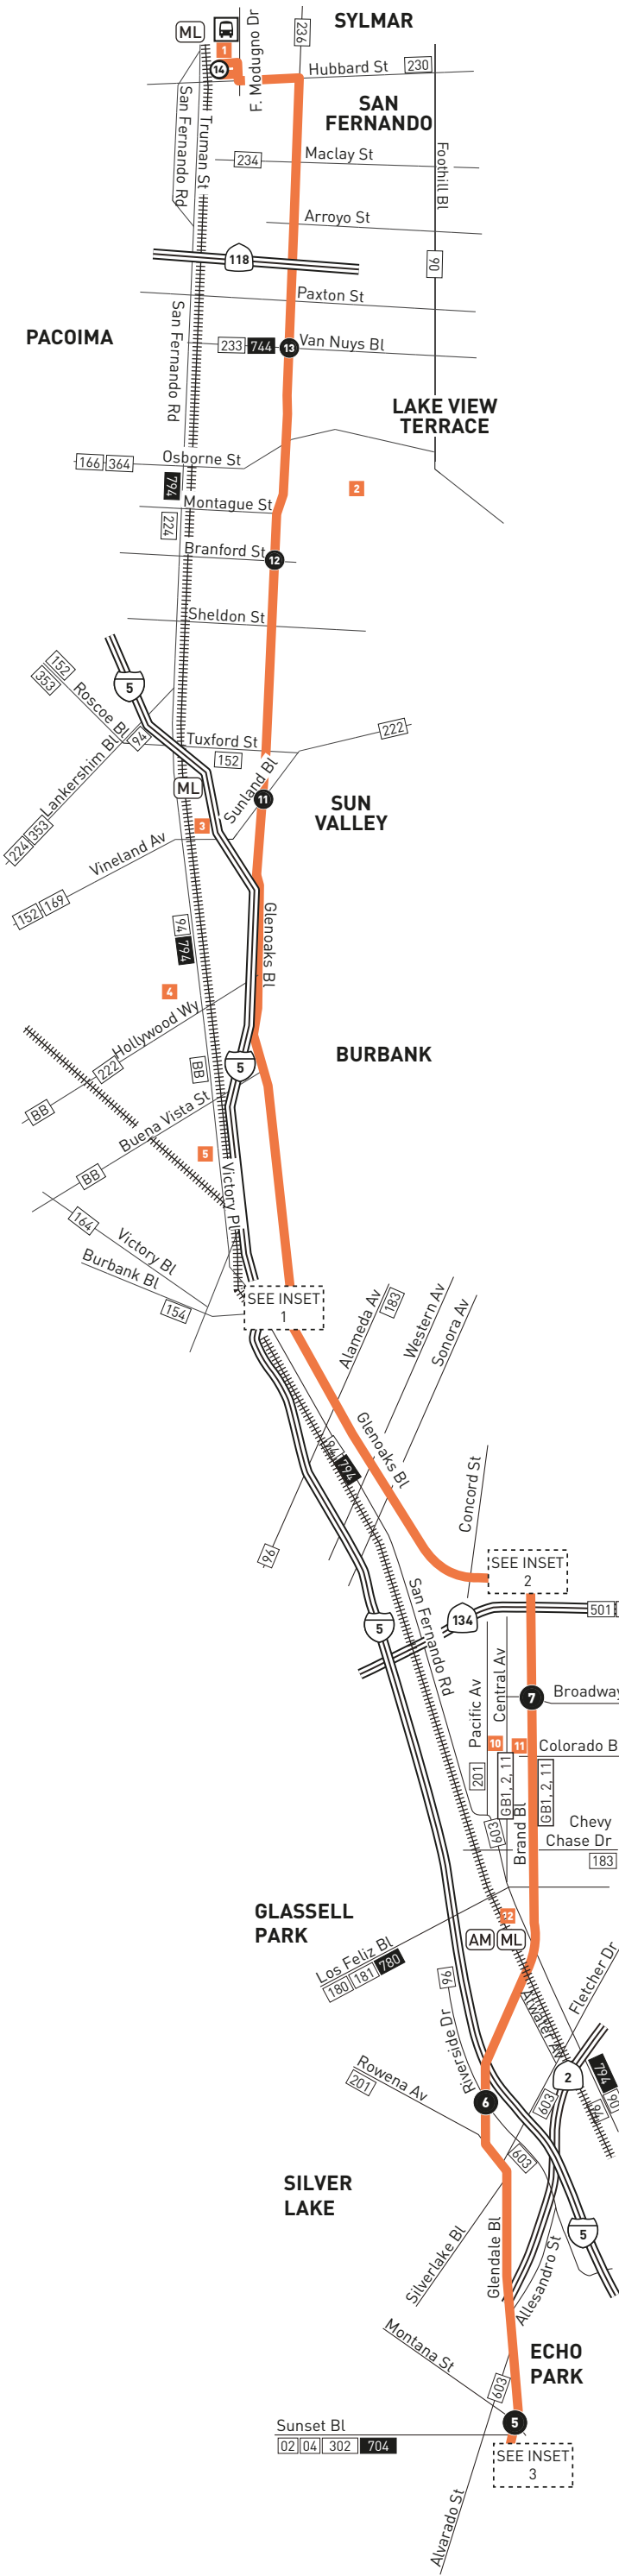 SYLMAR
ML
1
14
F. Modugno Dr
236
Hubbard St
230
SAN
FERNANDO
San Fernando Rd
Truman St
234
Maclay St
Foothill Bl
Arroyo St
118
90
Paxton St
PACOIMA
San Fernando Rd
233
744
13
Van Nuys Bl
LAKE VIEW
TERRACE
166
364
Osborne St
794
2
Montague St
224
Branford St
12
Sheldon St
5
152
353
Roscoe Bl
94
Lankershim Bl
224
353
Tuxford St
152
222
ML
Sunland Bl
11
SUN
VALLEY
3
Vineland Av
152
169
94
794
Glenoaks Bl
4
Hollywood Wy
222
BB
BB
5
BURBANK
Buena Vista St
BB
5
Victory Pl
164
Victory Bl
Burbank Bl
154
SEE INSET
1
Alameda Av
183
Western Av
Sonora Av
94
794
Glenoaks Bl
96
Concord St
SEE INSET
2
134
501
5
San Fernando Rd
Pacific Av
Central Av
7
Broadway
10
11
Colorado B
201
GB1, 2, 11
GB1, 2, 11
Brand Bl
603
Chevy
Chase Dr
183
GLASSELL
PARK
12
AM
ML
Los Feliz Bl
180
181
780
96
Riverside Dr
Atwater Av
Fletcher Dr
Rowena Av
201
6
2
794
90
94
603
603
SILVER
LAKE
5
Silverlake Bl
Glendale Bl
Allesandro St
Montana St
ECHO
PARK
603
5
Sunset Bl
02
04
302
704
SEE INSET
3
Alvarado St